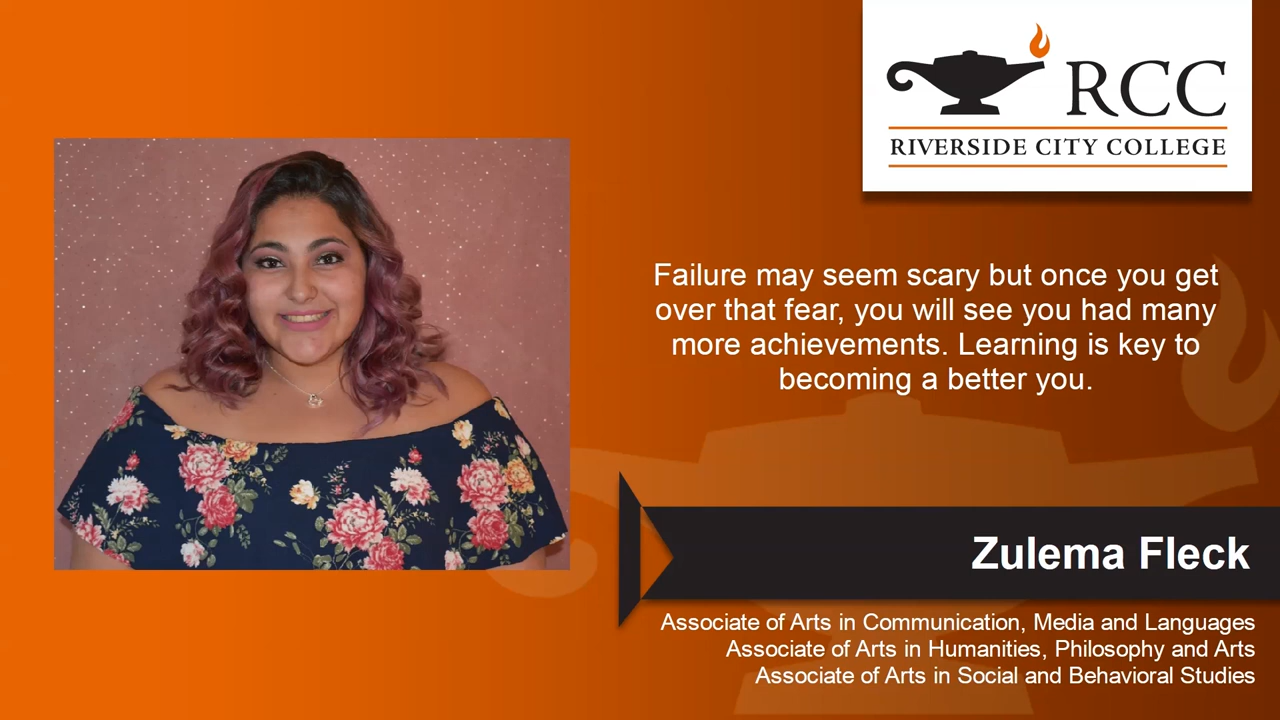 RCC
RIVERSIDE CITY COLLEGE
Failure may seem scary but once you get
over that fear, you will see you had many
more achievements. Learning is key to
becoming a better you.
Zulema Fleck
Associate of Arts in Communication, Media and Languages
Associate of Arts in Humanities, Philosophy and Arts
Associate of Arts in Social and Behavioral Studies